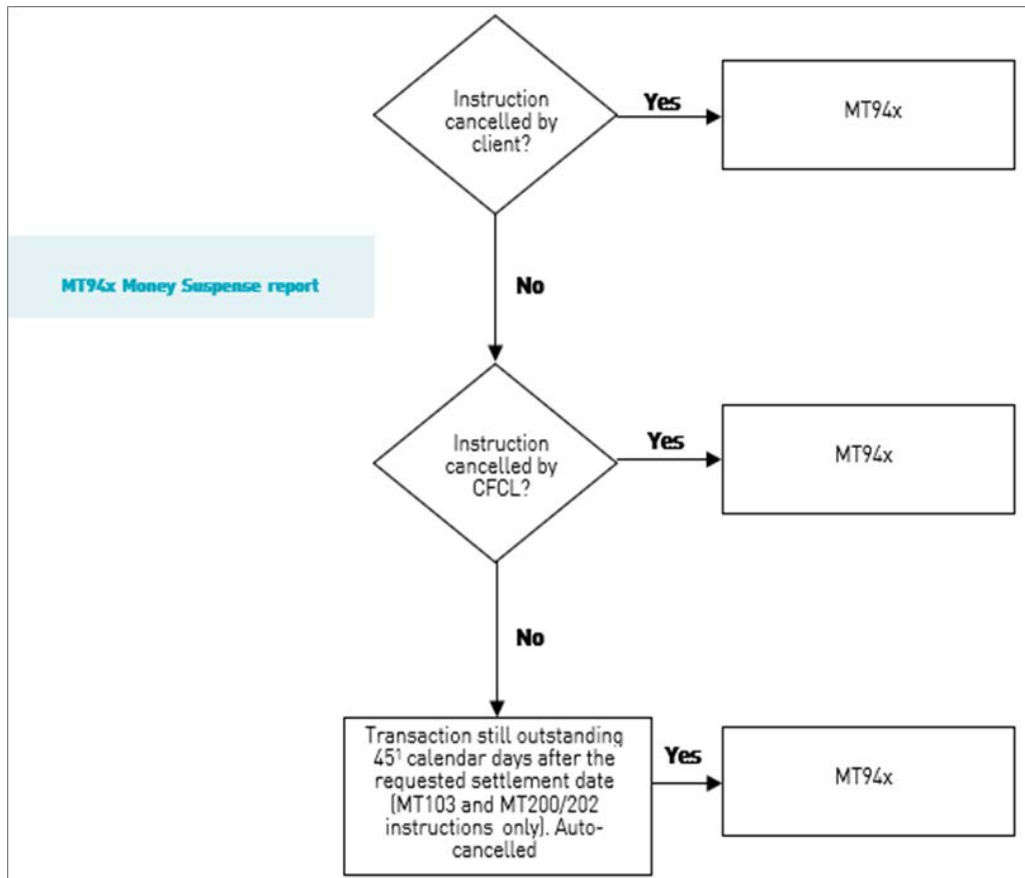 Instruction
cancelled by
client?
Yes
MT94x
MT94x Money Suspense report
No
Instruction
cancelled by
CFCL?
Yes
MT94x
No
Transaction still outstanding
45¹ calendar days after the
requested settlement date
(MT103 and MT200/202
instructions only). Auto-
cancelled
Yes
MT94x